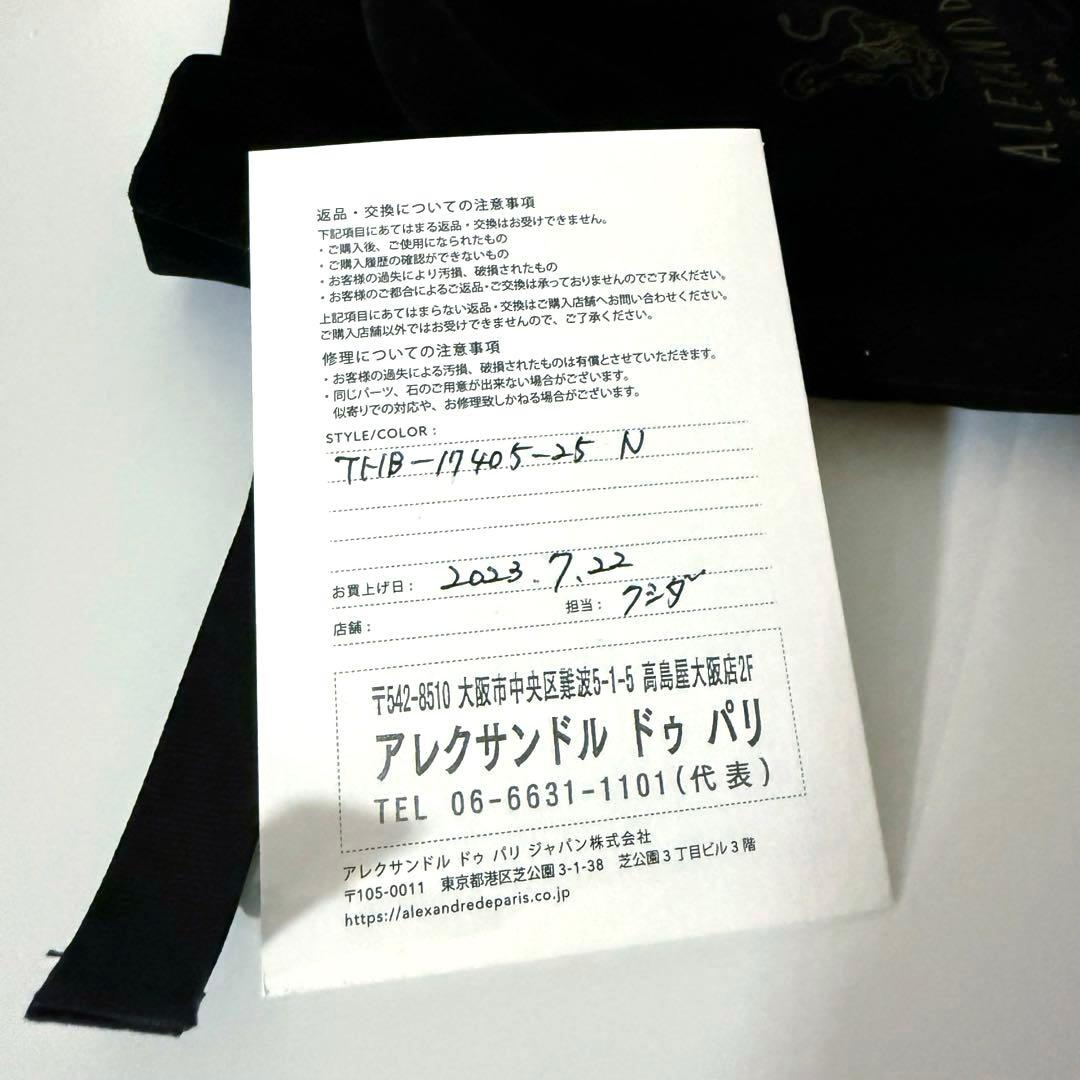 ALEXAND
DE PA
返品・交換についての注意事項
下記項目にあてはまる返品・交換はお受けできません。
・ご購入後、ご使用になられたもの
・ご購入履歴の確認ができないもの
・お客様の過失により汚損、破損されたもの
・お客様のご都合によるご返品・ご交換は承っておりませんのでご了承ください。
上記項目にあてはまらない返品・交換はご購入店舗へお問い合わせください。
ご購入店舗以外ではお受けできませんので、ご了承ください。
修理についての注意事項
・お客様の過失による汚損、破損されたものは有償とさせていただきます。
・同じパーツ、石のご用意が出来ない場合がございます。
似寄りでの対応や、お修理致しかねる場合がございます。
STYLE/COLOR：
THB-17405-25 N
お買上げ日： 2023.7.22
店舗： 担当： クシダ
〒542-8510 大阪市中央区難波5-1-5 高島屋大阪店2F
アレクサンドル ドゥ パリ
TEL 06-6631-1101(代表)
アレクサンドル ドゥ パリ ジャパン株式会社
〒105-0011 東京都港区芝公園3-1-38 芝公園3丁目ビル3階
https://alexandredeparis.co.jp